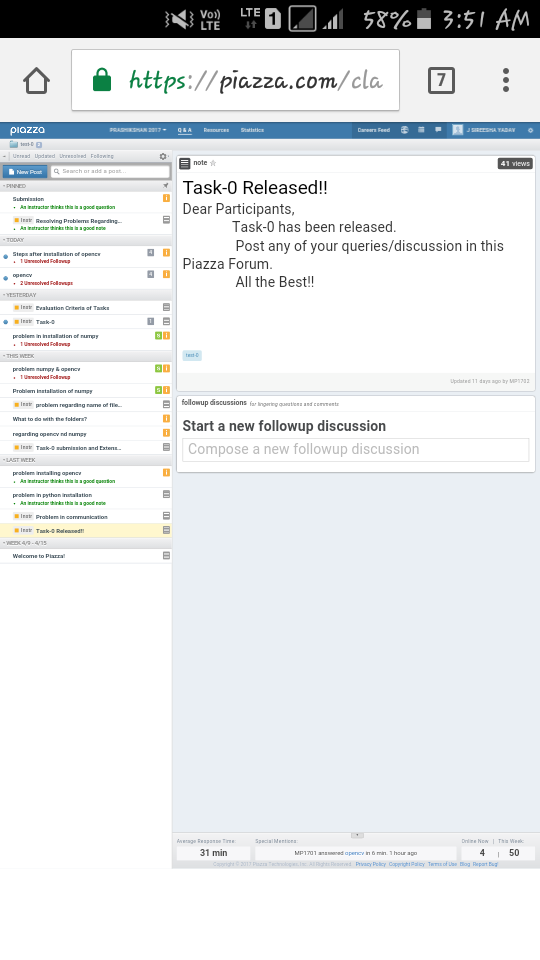 Vo)) LTE
LTE 1 58% 3:51 AM
https://piazza.com/cla
7
piazza PRASHIKSHAN 2017 Q & A Resources Statistics Careers Feed J SIREESHA YADAV
test-0
Unread Updated Unresolved Following
New Post Search or add a post...
PINNED
Submission
An instructor thinks this is a good question
Instr Resolving Problems Regarding...
An instructor thinks this is a good note
TODAY
Steps after installation of opencv
1 Unresolved Followup
opencv
2 Unresolved Followups
YESTERDAY
Instr Evaluation Criteria of Tasks
Instr Task-0 1
problem in installation of numpy
1 Unresolved Followup
THIS WEEK
problem numpy & opencv
1 Unresolved Followup
Problem installation of numpy
Instr problem regarding name of file...
What to do with the folders?
regarding opencv nd numpy
Instr Task-0 submission and Extens...
LAST WEEK
problem installing opencv
An instructor thinks this is a good question
problem in python installation
An instructor thinks this is a good note
Instr Problem in communication
Instr Task-0 Released!!
WEEK 4/9 - 4/15
Welcome to Piazza!
note 41 views
Task-0 Released!!
Dear Participants,
Task-0 has been released.
Post any of your queries/discussion in this
Piazza Forum.
All the Best!!
test-0
Updated 11 days ago by MP1702
followup discussions for lingering questions and comments
Start a new followup discussion
Compose a new followup discussion
Average Response Time: Special Mentions: Online Now | This Week:
31 min MP1701 answered opencv in 6 min. 1 hour ago 4 | 50
Copyright © 2017 Piazza Technologies, Inc. All Rights Reserved. Privacy Policy Copyright Policy Terms of Use Blog Report Bug!